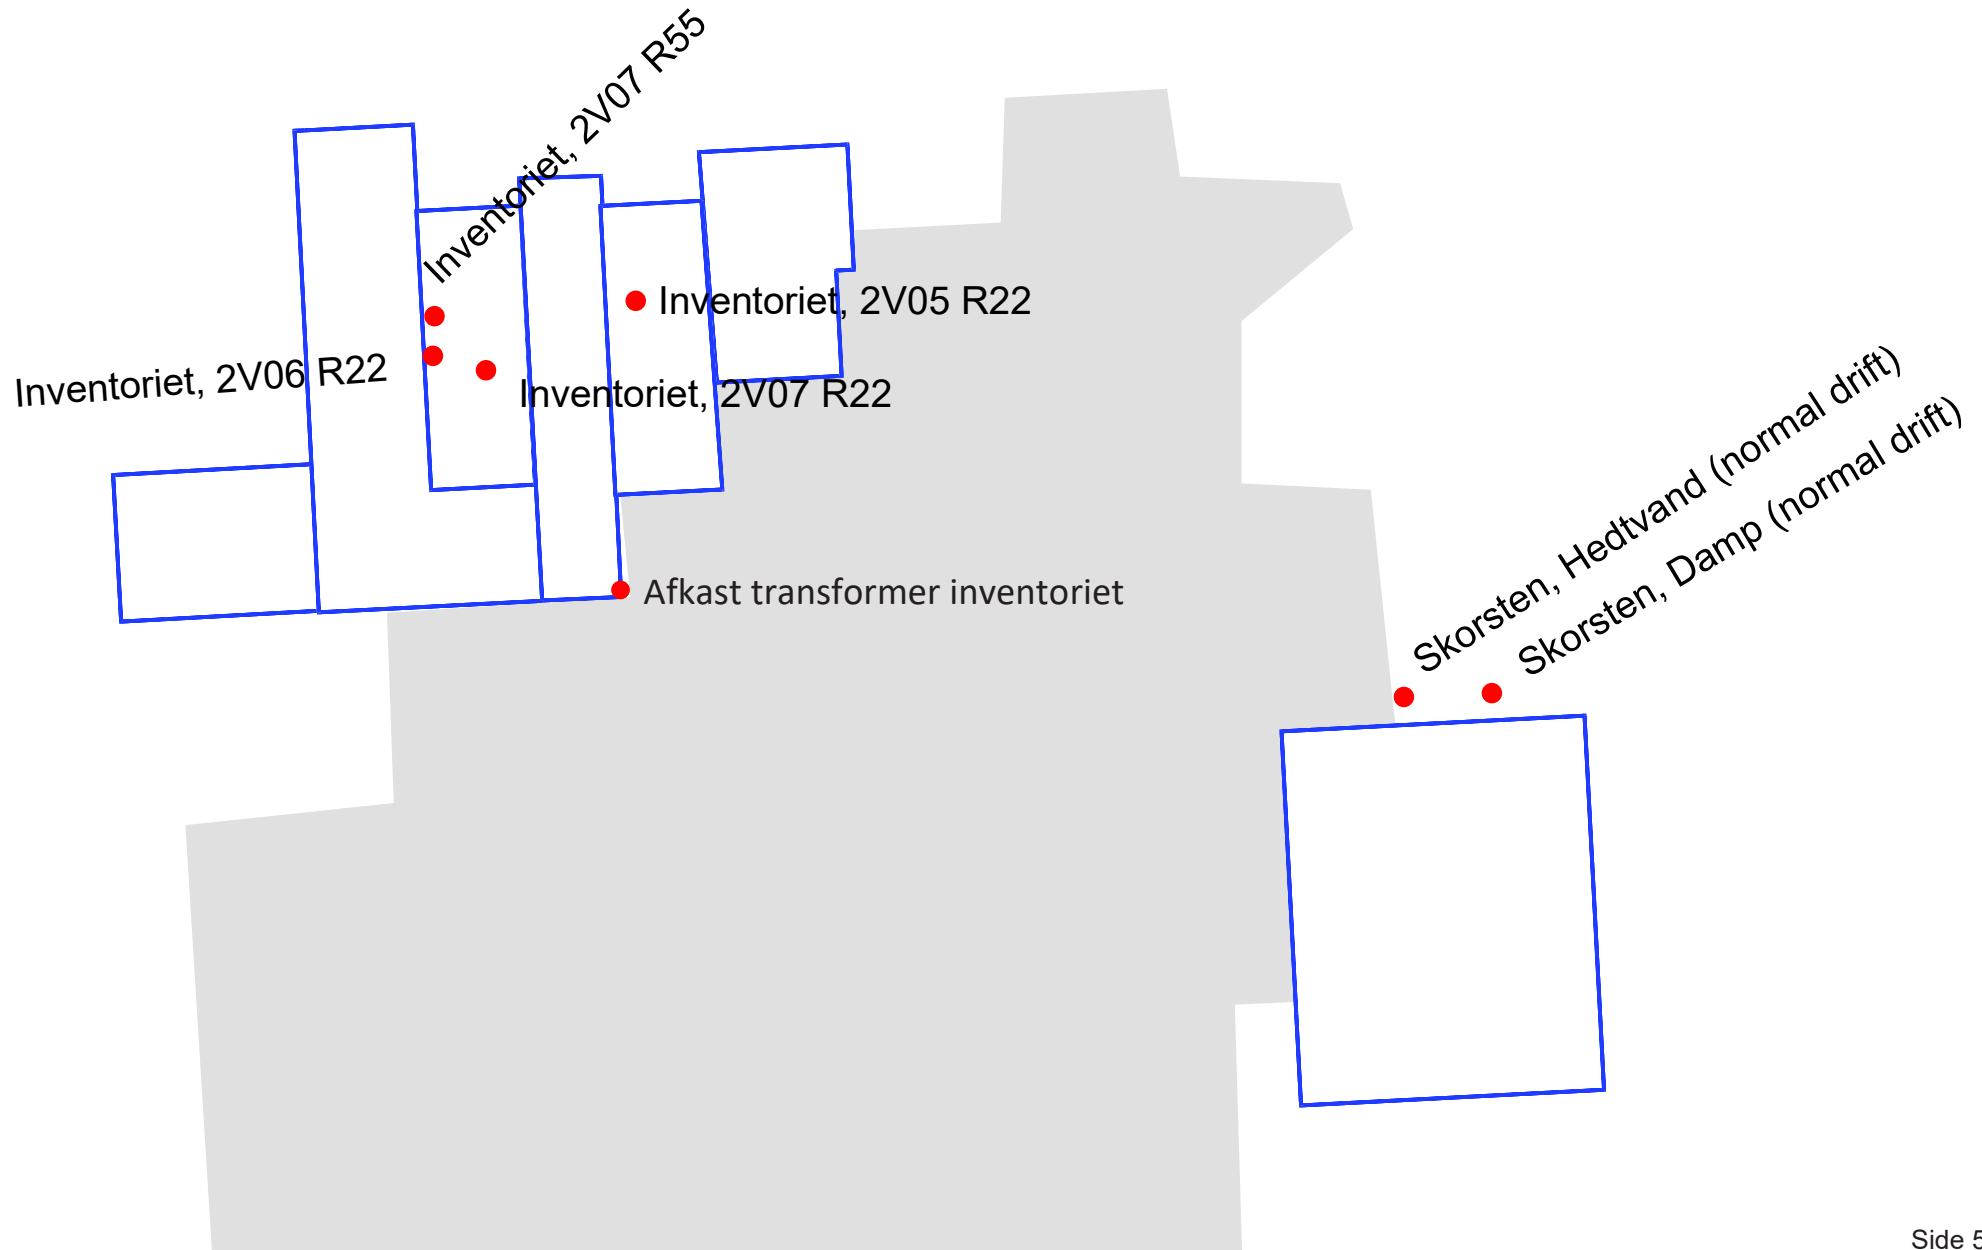 Inventoriet, 2V07 R55
Inventoriet, 2V05 R22
Inventoriet, 2V06 R22
Inventoriet, 2V07 R22
Skorsten, Hedtvand (normal drift)
Skorsten, Damp (normal drift)
Afkast transformer inventoriet
Side 5